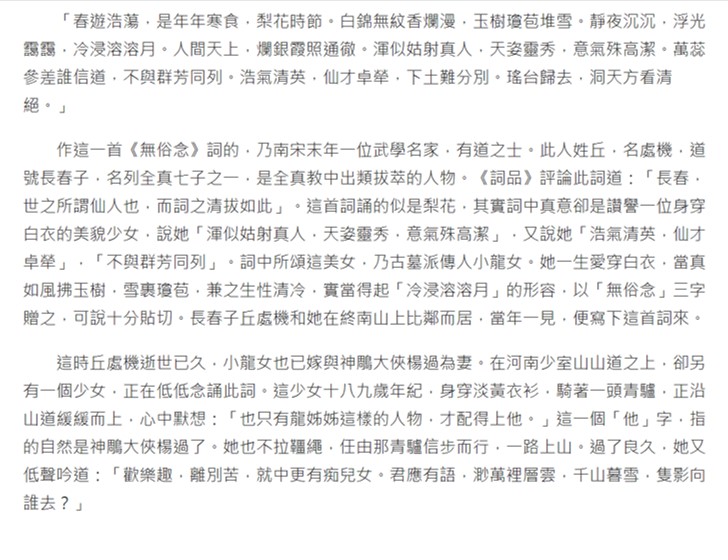 「春遊浩蕩，是年年寒食，梨花時節。白錦無紋香爛漫，玉樹瓊苞堆雪。靜夜沉沉，浮光
靄靄，冷浸溶溶月。人間天上，爛銀霞照通徹。渾似姑射真人，天姿靈秀，意氣殊高潔。萬蕊
參差誰信道，不與群芳同列。浩氣清英，仙才卓犖，下土難分別。瑤台歸去，洞天方看清
絕。」
作這一首《無俗念》詞的，乃南宋末年一位武學名家，有道之士。此人姓丘，名處機，道
號長春子，名列全真七子之一，是全真教中出類拔萃的人物。《詞品》評論此詞道：「長春，
世之所謂仙人也，而詞之清拔如此」。這首詞誦的似是梨花，其實詞中真意卻是讚譽一位身穿
白衣的美貌少女，說她「渾似姑射真人，天姿靈秀，意氣殊高潔」，又說她「浩氣清英，仙才
卓犖」，「不與群芳同列」。詞中所頌這美女，乃古墓派傳人小龍女。她一生愛穿白衣，當真
如風拂玉樹，雪裹瓊苞，兼之生性清冷，實當得起「冷浸溶溶月」的形容，以「無俗念」三字
贈之，可說十分貼切。長春子丘處機和她在終南山上比鄰而居，當年一見，便寫下這首詞來。
這時丘處機逝世已久，小龍女也已嫁與神鵰大俠楊過為妻。在河南少室山山道之上，卻另
有一個少女，正在低低念誦此詞。這少女十八九歲年紀，身穿淡黃衣衫，騎著一頭青驢，正沿
山道緩緩而上，心中默想：「也只有龍姊姊這樣的人物，才配得上他。」這一個「他」字，指
的自然是神鵰大俠楊過了。她也不拉韁繩，任由那青驢信步而行，一路上山。過了良久，她又
低聲吟道：「歡樂趣，離別苦，就中更有痴兒女。君應有語，渺萬裡層雲，千山暮雪，隻影向
誰去？」